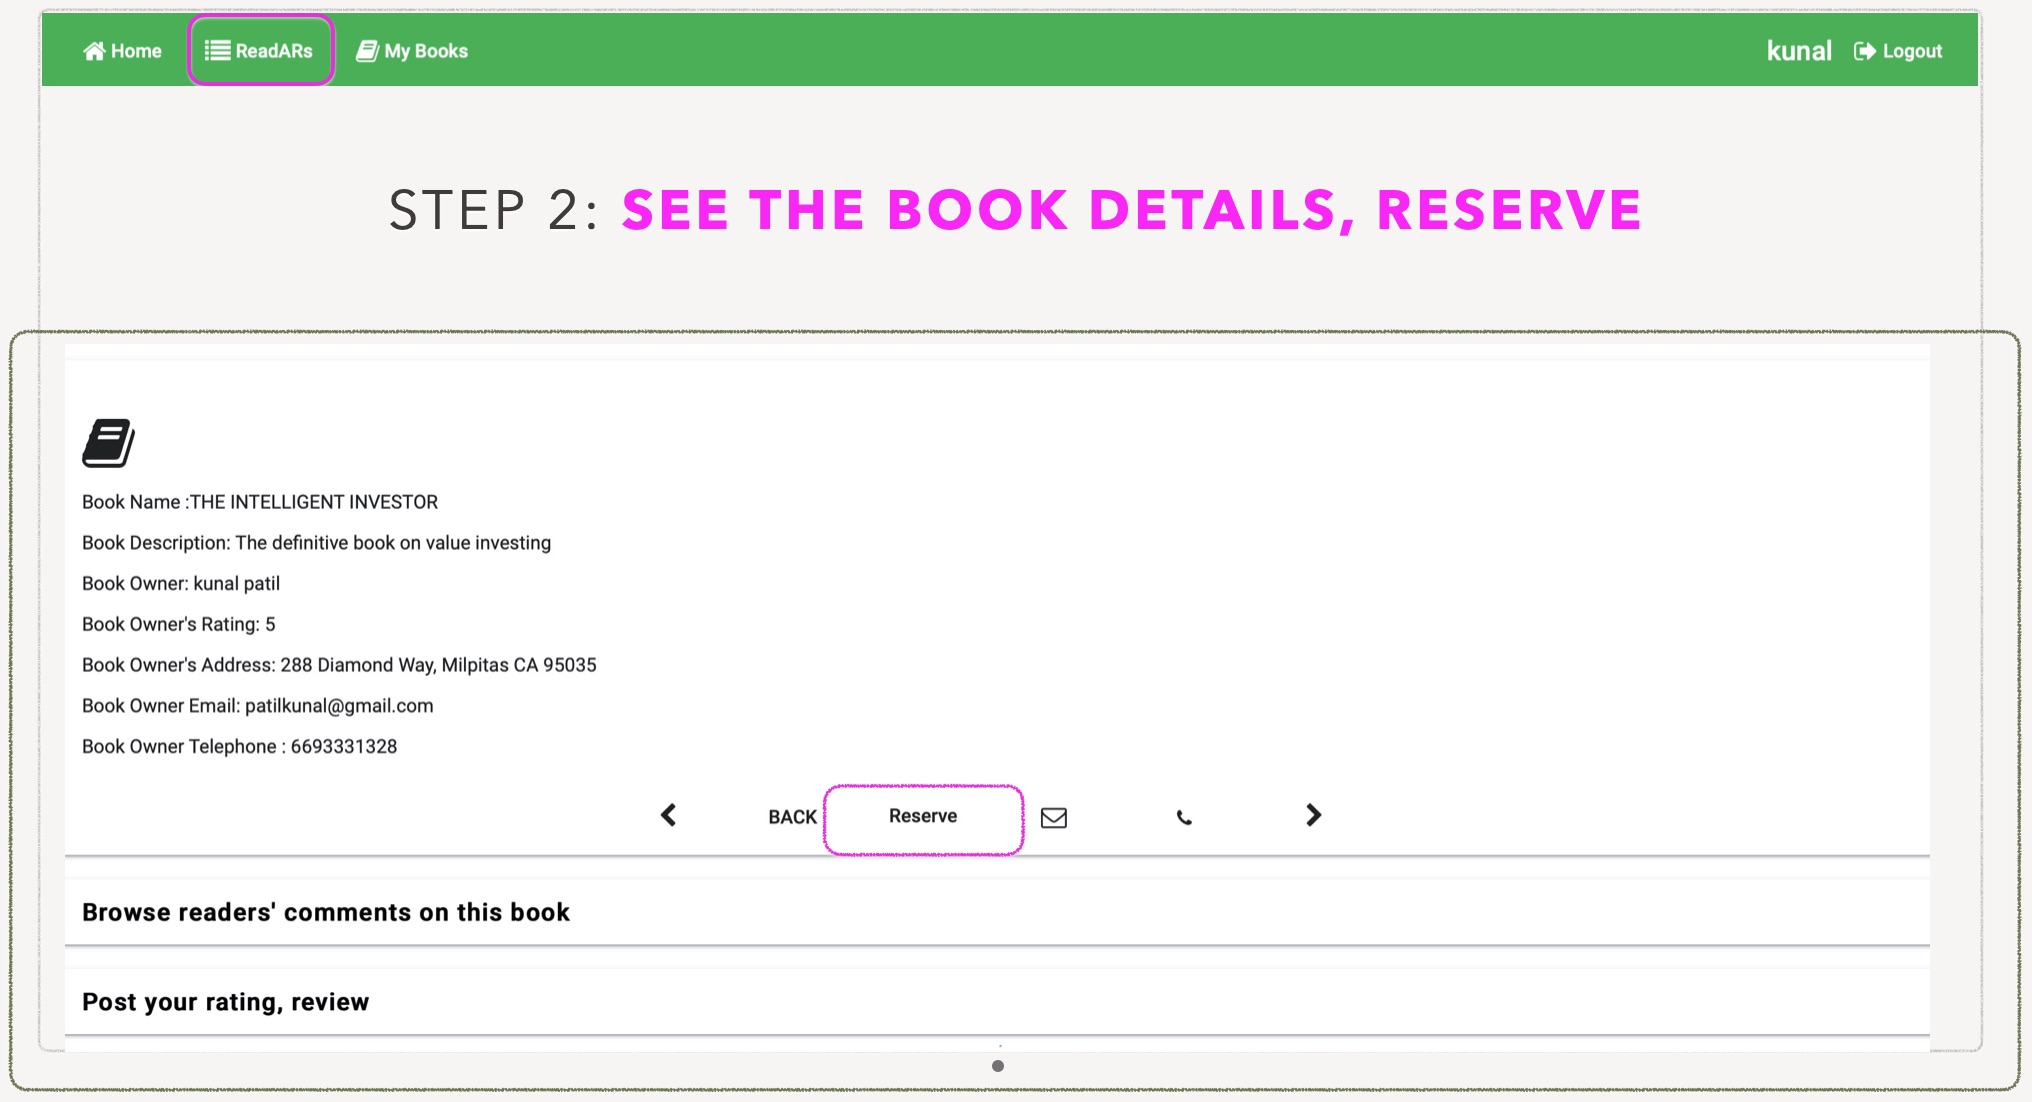 Home ReadARs My Books kunal Logout
STEP 2: SEE THE BOOK DETAILS, RESERVE
Book Name :THE INTELLIGENT INVESTOR
Book Description: The definitive book on value investing
Book Owner: kunal patil
Book Owner's Rating: 5
Book Owner's Address: 288 Diamond Way, Milpitas CA 95035
Book Owner Email: patilkunal@gmail.com
Book Owner Telephone : 6693331328
BACK Reserve
Browse readers' comments on this book
Post your rating, review